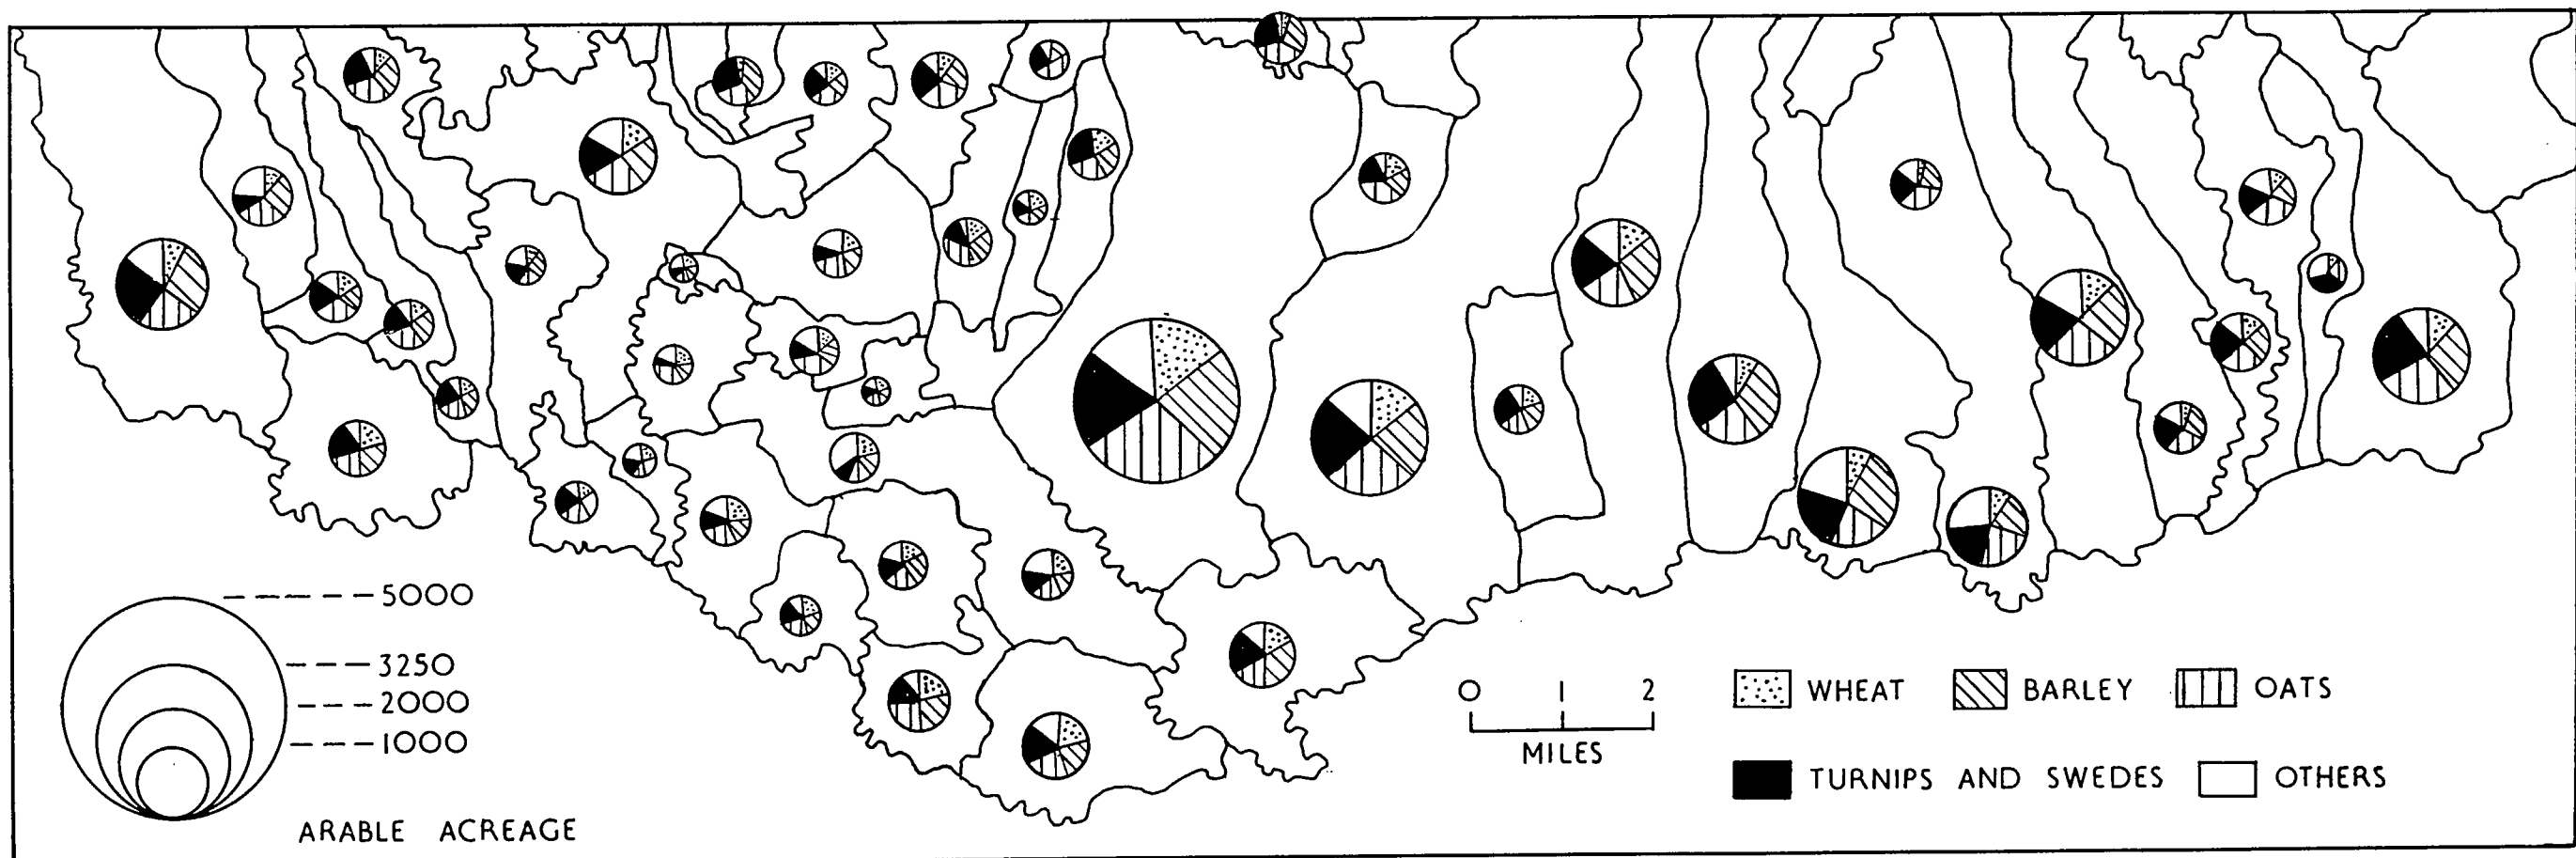 5000
3250
2000
1000
ARABLE ACREAGE
0 1 2
MILES
WHEAT BARLEY OATS
TURNIPS AND SWEDES OTHERS